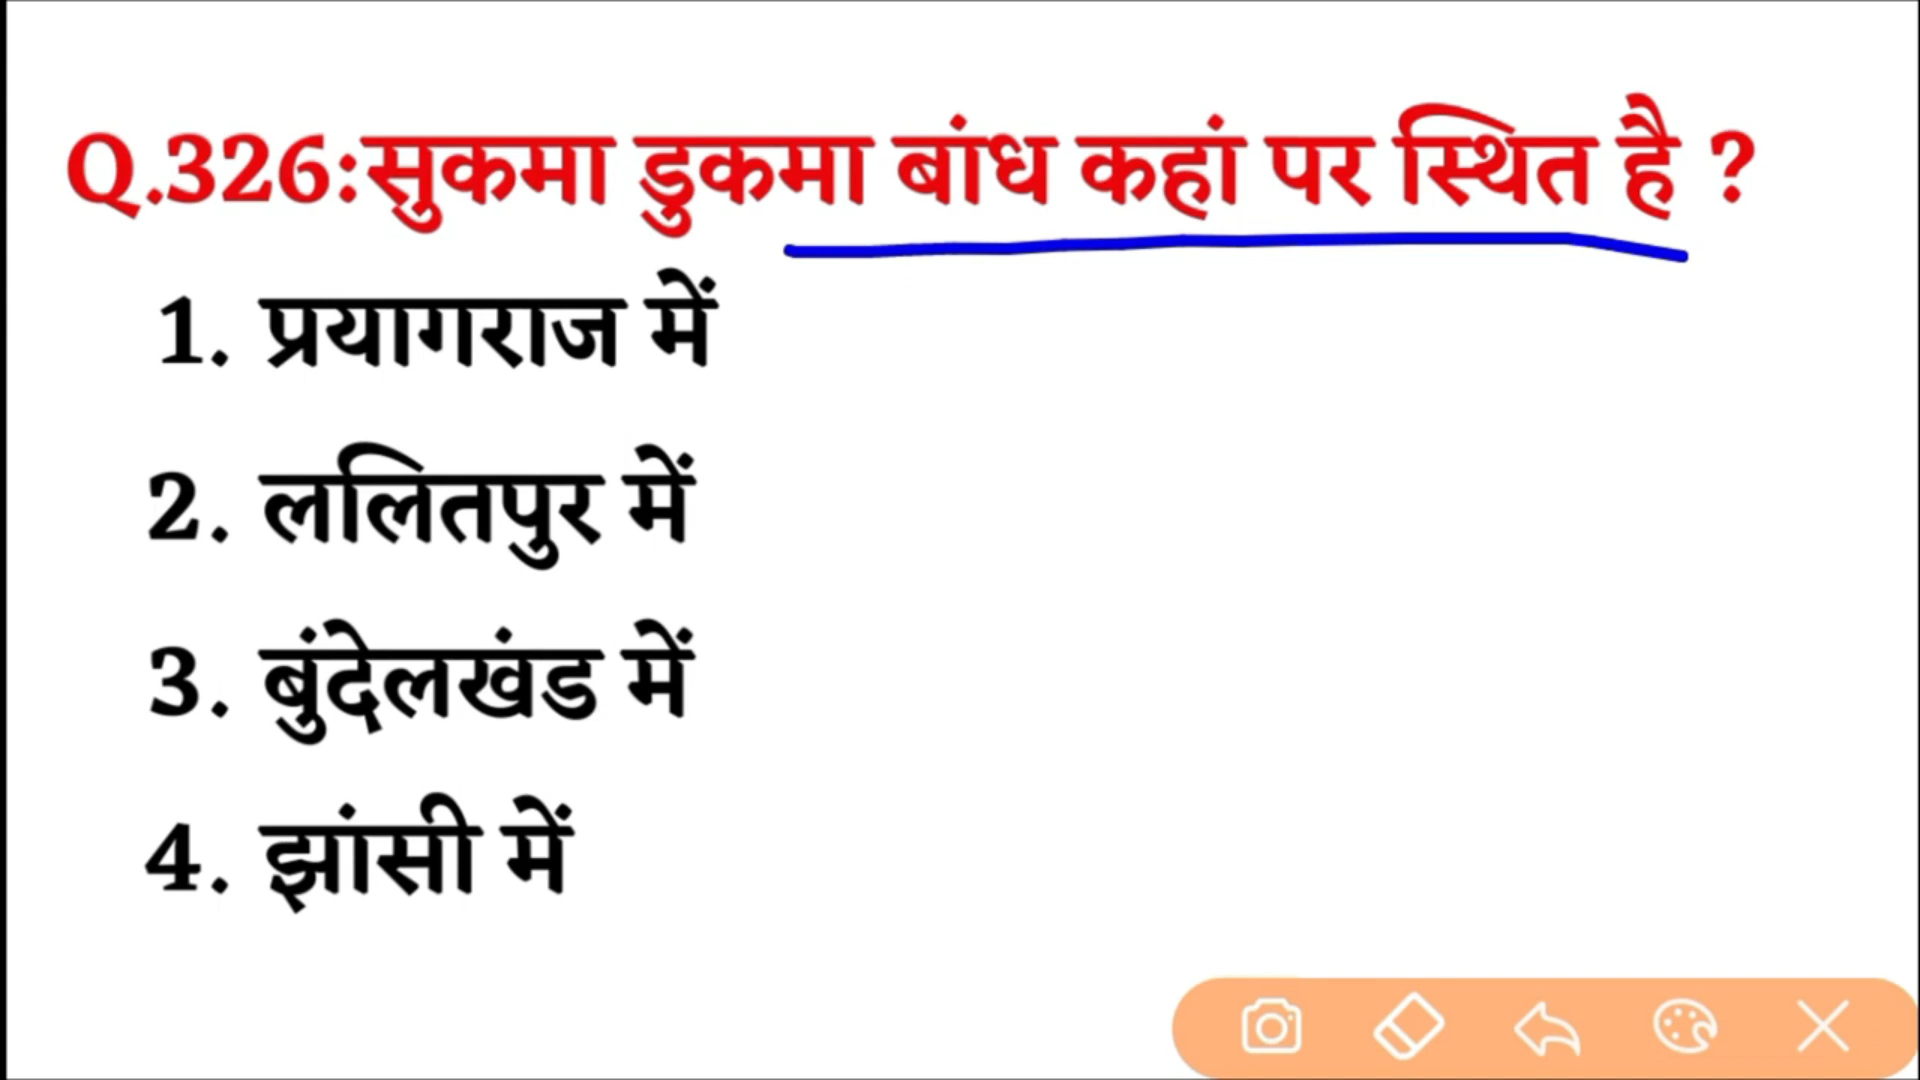 Q.326:सुकमा डुकमा बांध कहां पर स्थित है ?
1. प्रयागराज में
2. ललितपुर में
3. बुंदेलखंड में
4. झांसी में